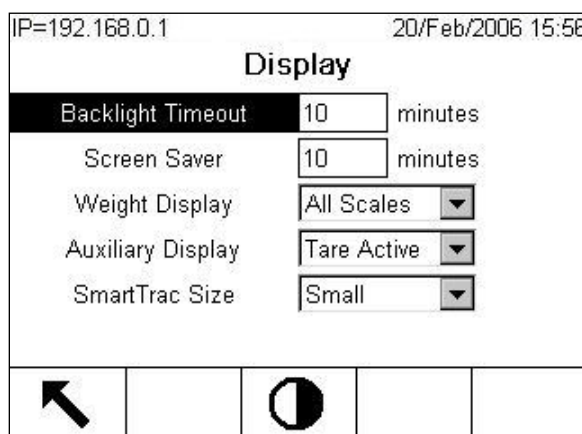 IP=192.168.0.1 20/Feb/2006 15:56
Display
Backlight Timeout 10 minutes
Screen Saver 10 minutes
Weight Display All Scales
Auxiliary Display Tare Active
SmartTrac Size Small